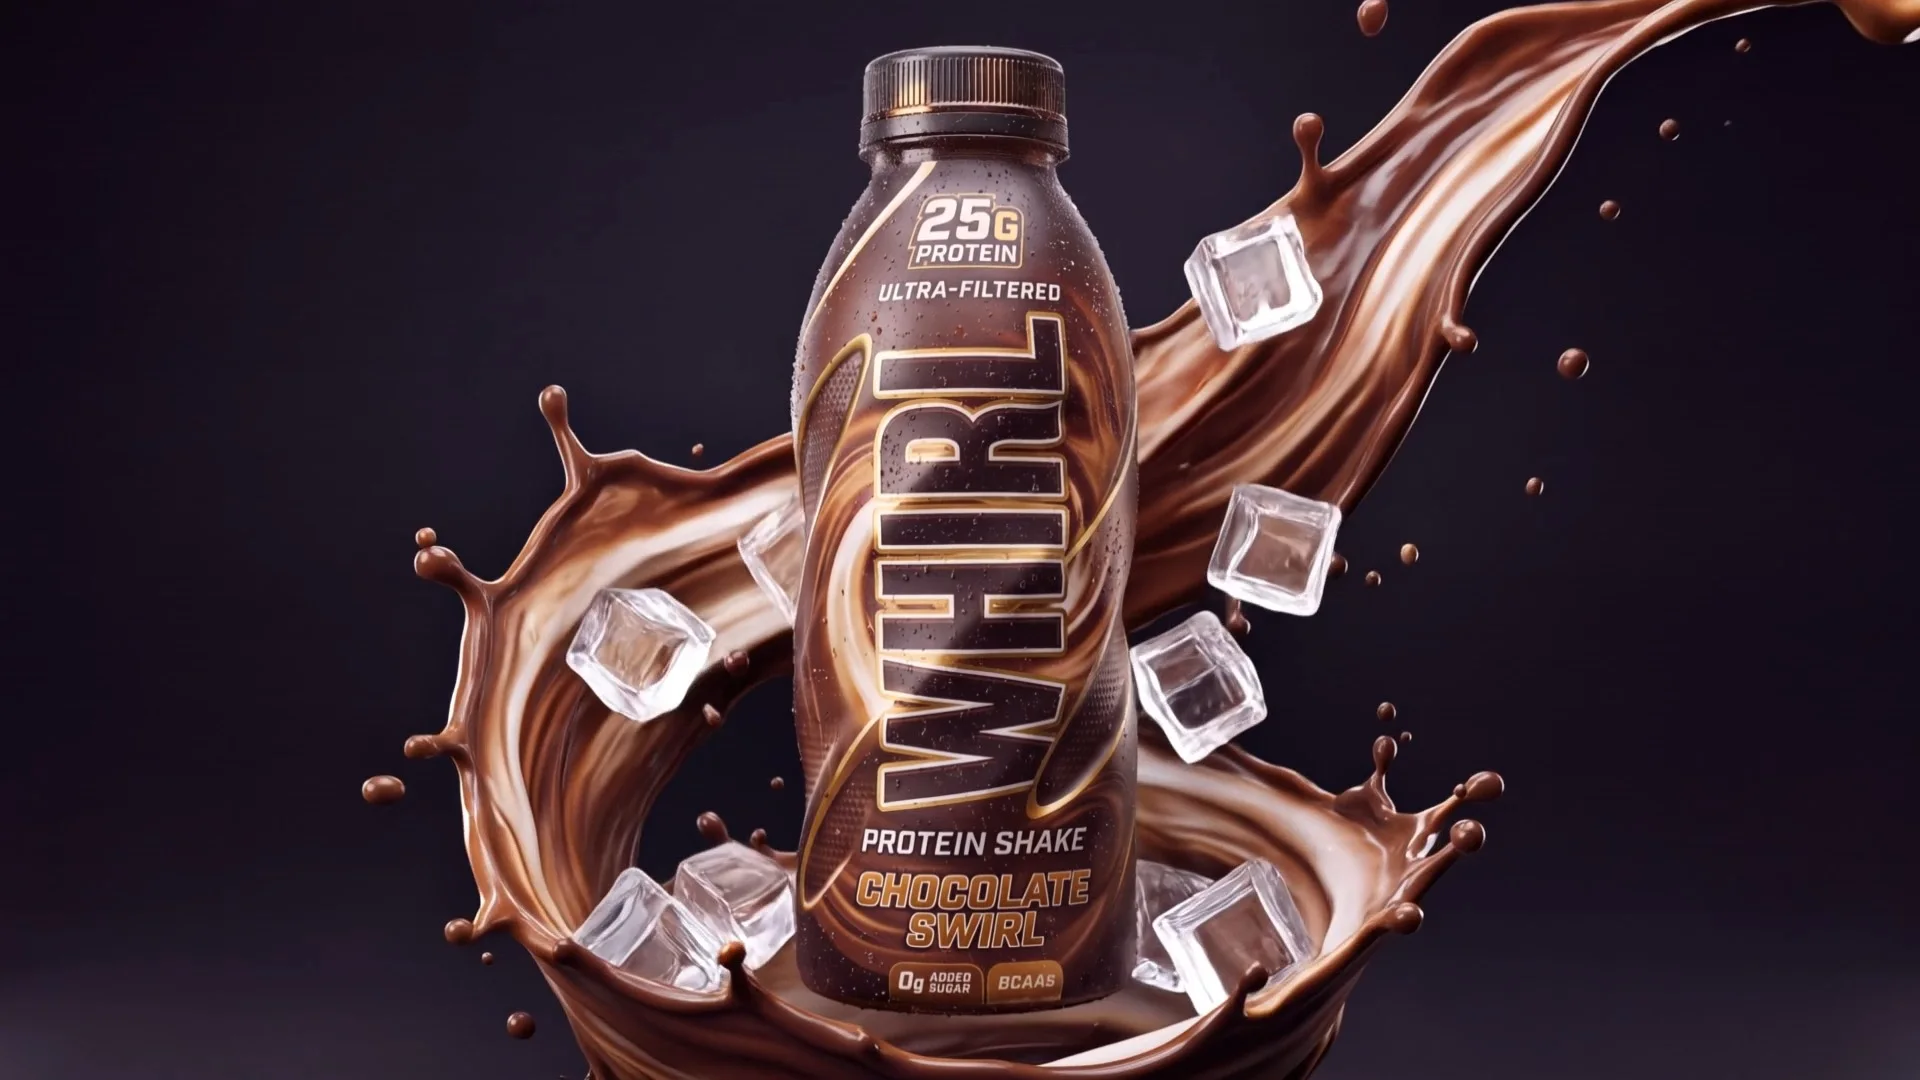 25G
PROTEIN
ULTRA-FILTERED
WHIRL
PROTEIN SHAKE
CHOCOLATE
SWIRL
0g ADDED
SUGAR
BCAAS